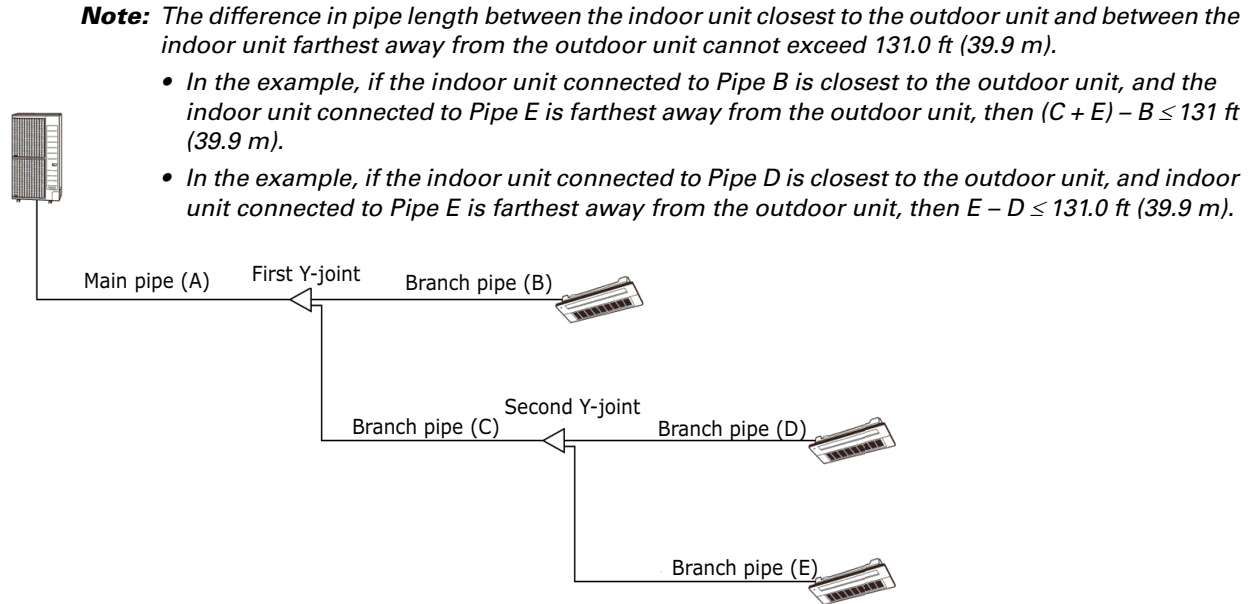 Note: The difference in pipe length between the indoor unit closest to the outdoor unit and between the
indoor unit farthest away from the outdoor unit cannot exceed 131.0 ft (39.9 m).
• In the example, if the indoor unit connected to Pipe B is closest to the outdoor unit, and the
indoor unit connected to Pipe E is farthest away from the outdoor unit, then (C + E) – B ≤ 131 ft
(39.9 m).
• In the example, if the indoor unit connected to Pipe D is closest to the outdoor unit, and indoor
unit connected to Pipe E is farthest away from the outdoor unit, then E – D ≤ 131.0 ft (39.9 m).
Main pipe (A)
First Y-joint
Branch pipe (B)
Second Y-joint
Branch pipe (C)
Branch pipe (D)
Branch pipe (E)